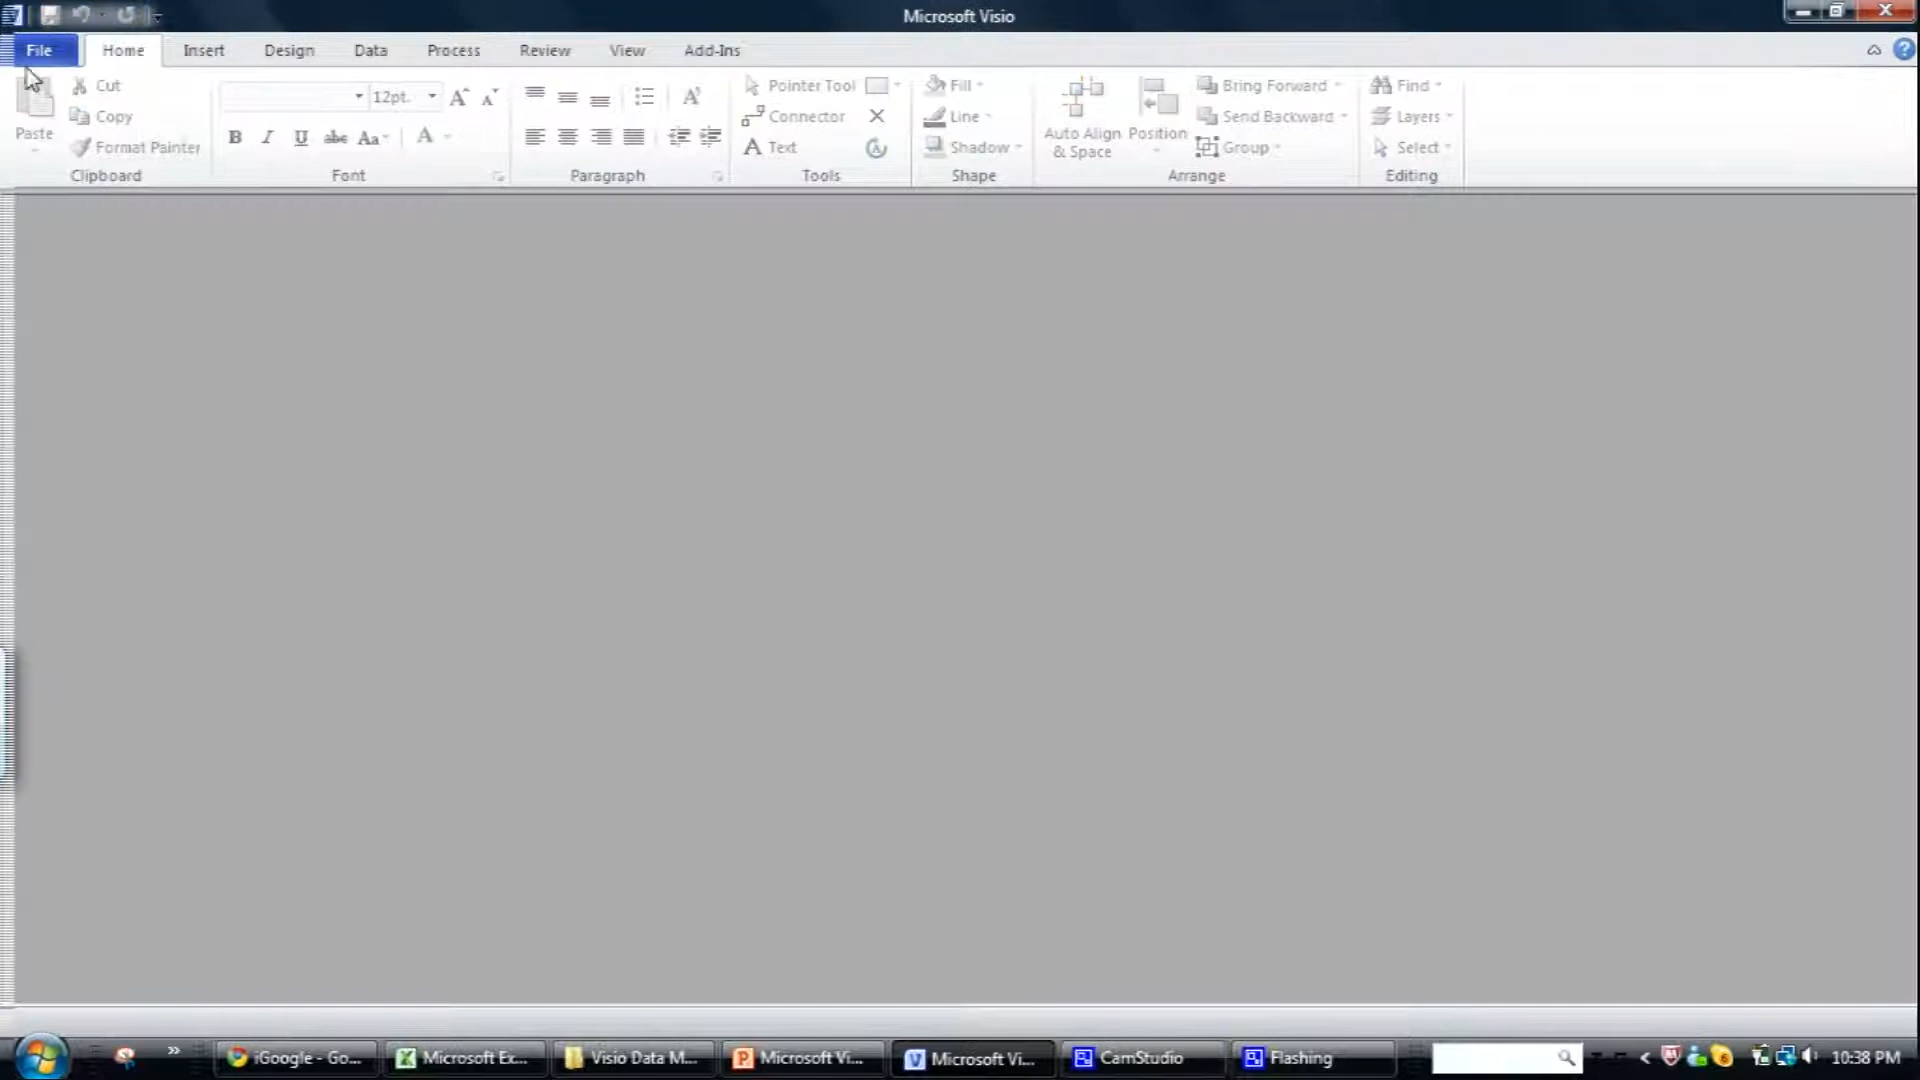 Microsoft Visio
File Home Insert Design Data Process Review View Add-Ins
Paste
Cut
Copy
Format Painter
Clipboard
12pt.
B I U abc Aa A
Font
Paragraph
Pointer Tool
Connector
A Text
Tools
Fill
Line
Shadow
Shape
Auto Align
& Space
Position
Bring Forward
Send Backward
Group
Arrange
Find
Layers
Select
Editing
iGoogle - Go... Microsoft Ex... Visio Data M... Microsoft Vi... Microsoft Vi... CamStudio Flashing 10:38 PM